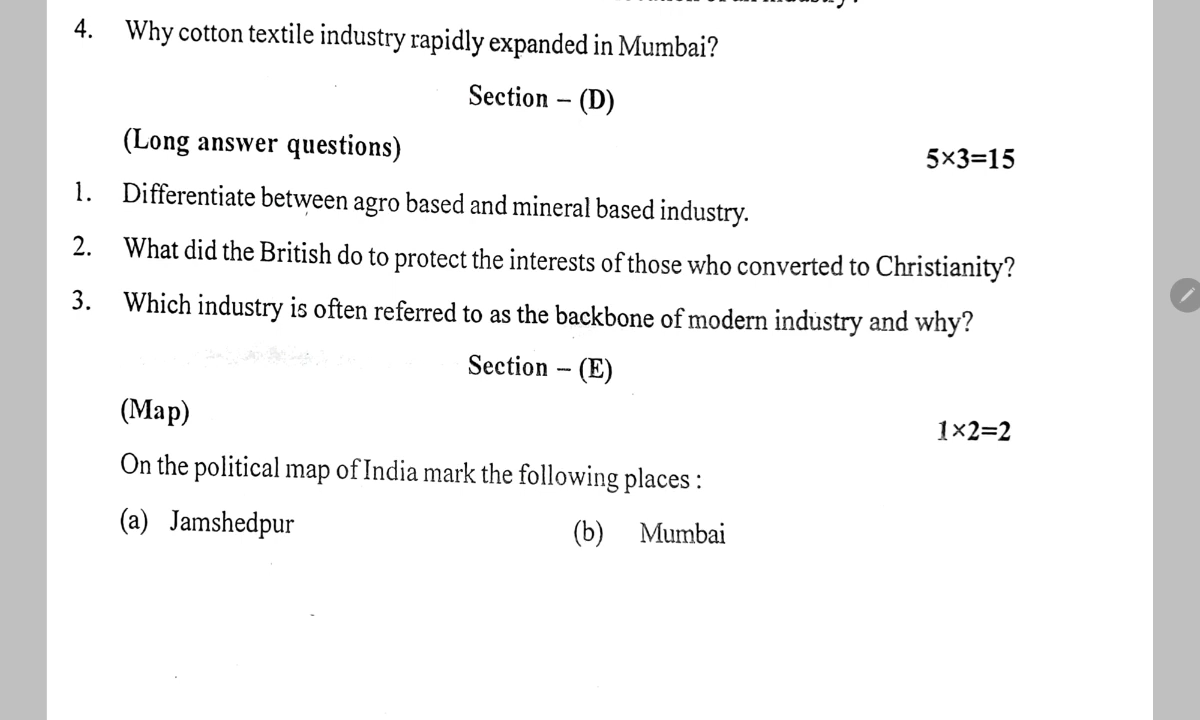 4. Why cotton textile industry rapidly expanded in Mumbai?
Section – (D)
(Long answer questions) 5×3=15
1. Differentiate between agro based and mineral based industry.
2. What did the British do to protect the interests of those who converted to Christianity?
3. Which industry is often referred to as the backbone of modern industry and why?
Section – (E)
(Map) 1×2=2
On the political map of India mark the following places :
(a) Jamshedpur (b) Mumbai